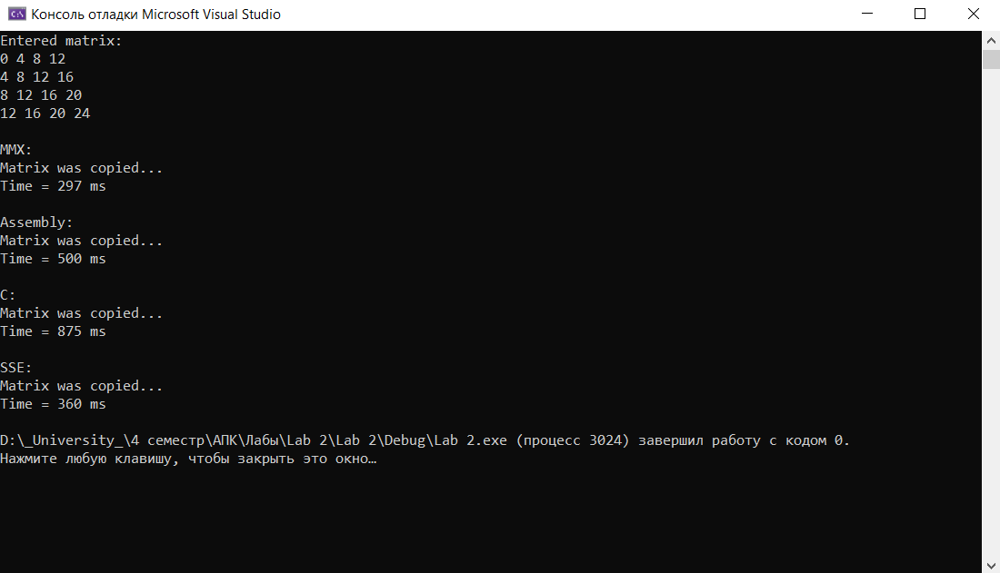 Консоль отладки Microsoft Visual Studio
Entered matrix:
0 4 8 12
4 8 12 16
8 12 16 20
12 16 20 24
MMX:
Matrix was copied...
Time = 297 ms
Assembly:
Matrix was copied...
Time = 500 ms
C:
Matrix was copied...
Time = 875 ms
SSE:
Matrix was copied...
Time = 360 ms
D:\_University_\4 семестр\АПК\Лабы\Lab 2\Lab 2\Debug\Lab 2.exe (процесс 3024) завершил работу с кодом 0.
Нажмите любую клавишу, чтобы закрыть это окно…